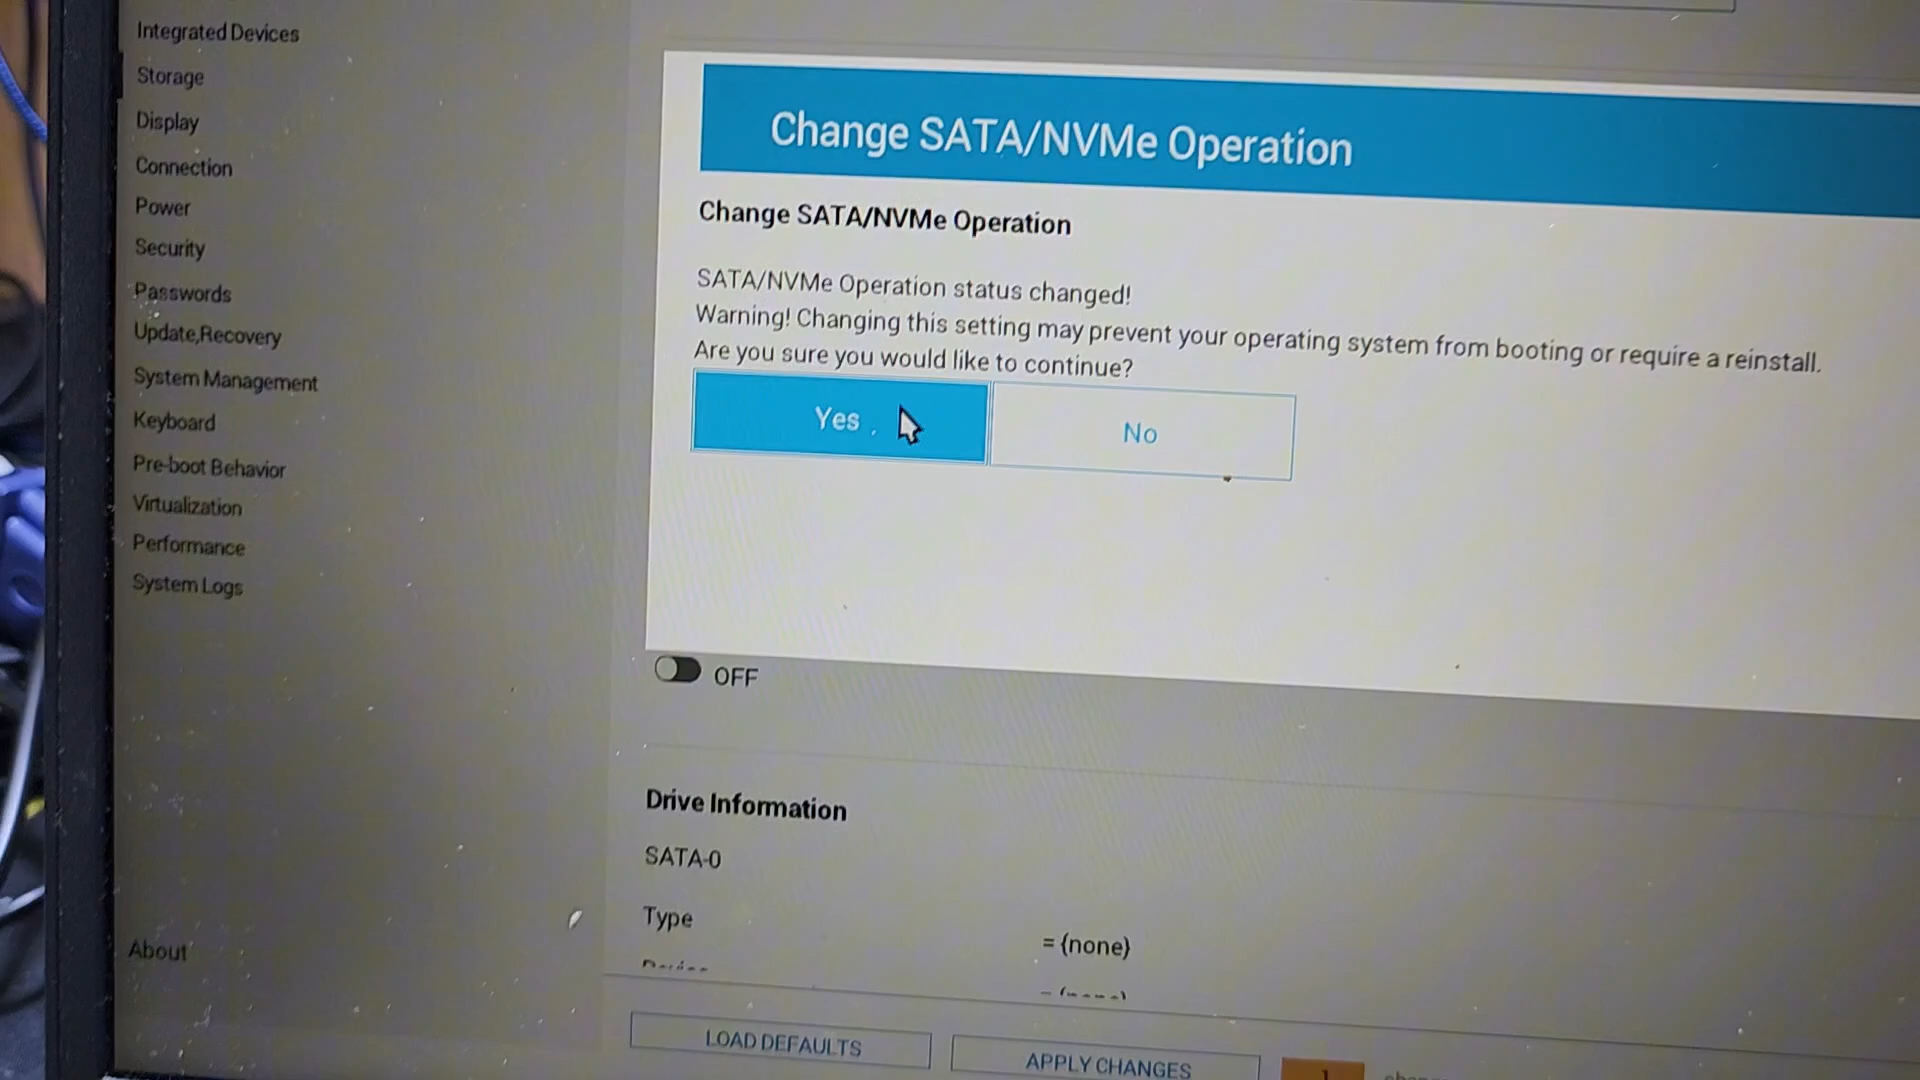 Integrated Devices
Storage
Display
Connection
Power
Security
Passwords
Update,Recovery
System Management
Keyboard
Pre-boot Behavior
Virtualization
Performance
System Logs
About
Change SATA/NVMe Operation
Change SATA/NVMe Operation
SATA/NVMe Operation status changed!
Warning! Changing this setting may prevent your operating system from booting or require a reinstall.
Are you sure you would like to continue?
Yes
No
OFF
Drive Information
SATA-0
Type
= {none}
LOAD DEFAULTS
APPLY CHANGES
1